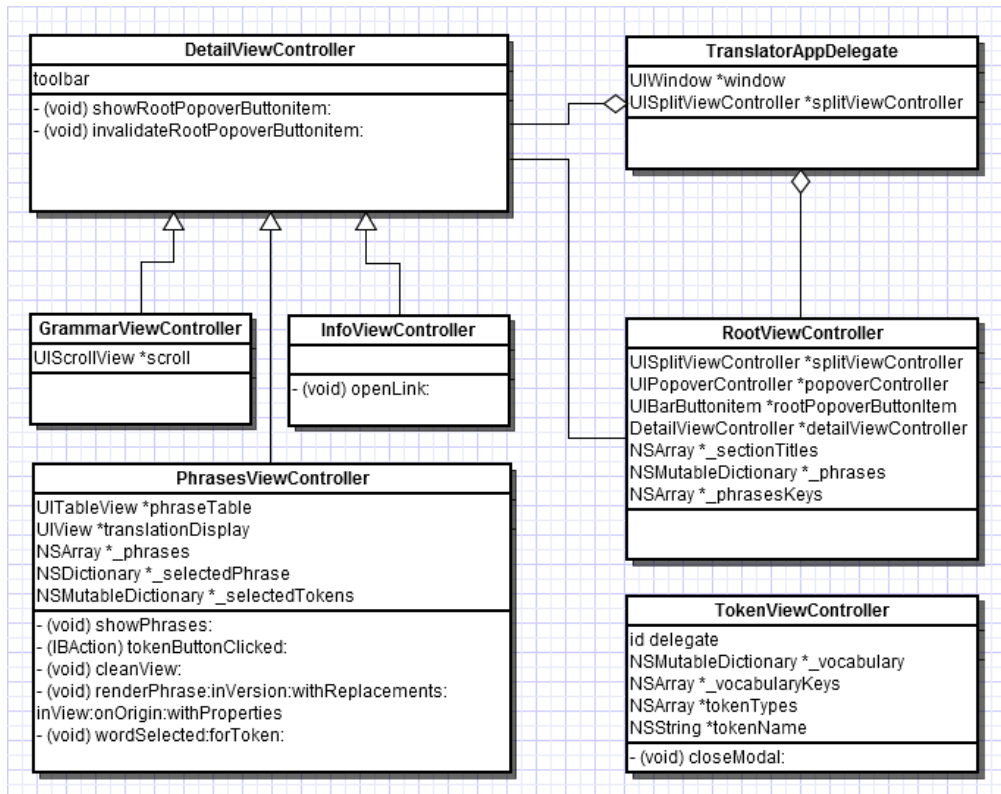 DetailViewController
toolbar
- (void) showRootPopoverButtonitem:
- (void) invalidateRootPopoverButtonitem:
TranslatorAppDelegate
UIWindow *window
UISplitViewController *splitViewController
GrammarViewController
UIScrollView *scroll
InfoViewController
- (void) openLink:
RootViewController
UISplitViewController *splitViewController
UIPopoverController *popoverController
UIBarButtonitem *rootPopoverButtonItem
DetailViewController *detailViewController
NSArray *_sectionTitles
NSMutableDictionary *_phrases
NSArray *_phrasesKeys
PhrasesViewController
UITableView *phraseTable
UIView *translationDisplay
NSArray *_phrases
NSDictionary *_selectedPhrase
NSMutableDictionary *_selectedTokens
- (void) showPhrases:
- (IBAction) tokenButtonClicked:
- (void) cleanView:
- (void) renderPhrase:inVersion:withReplacements:
inView:onOrigin:withProperties
- (void) wordSelected:forToken:
TokenViewController
id delegate
NSMutableDictionary *_vocabulary
NSArray *_vocabularyKeys
NSArray *tokenTypes
NSString *tokenName
- (void) closeModal: